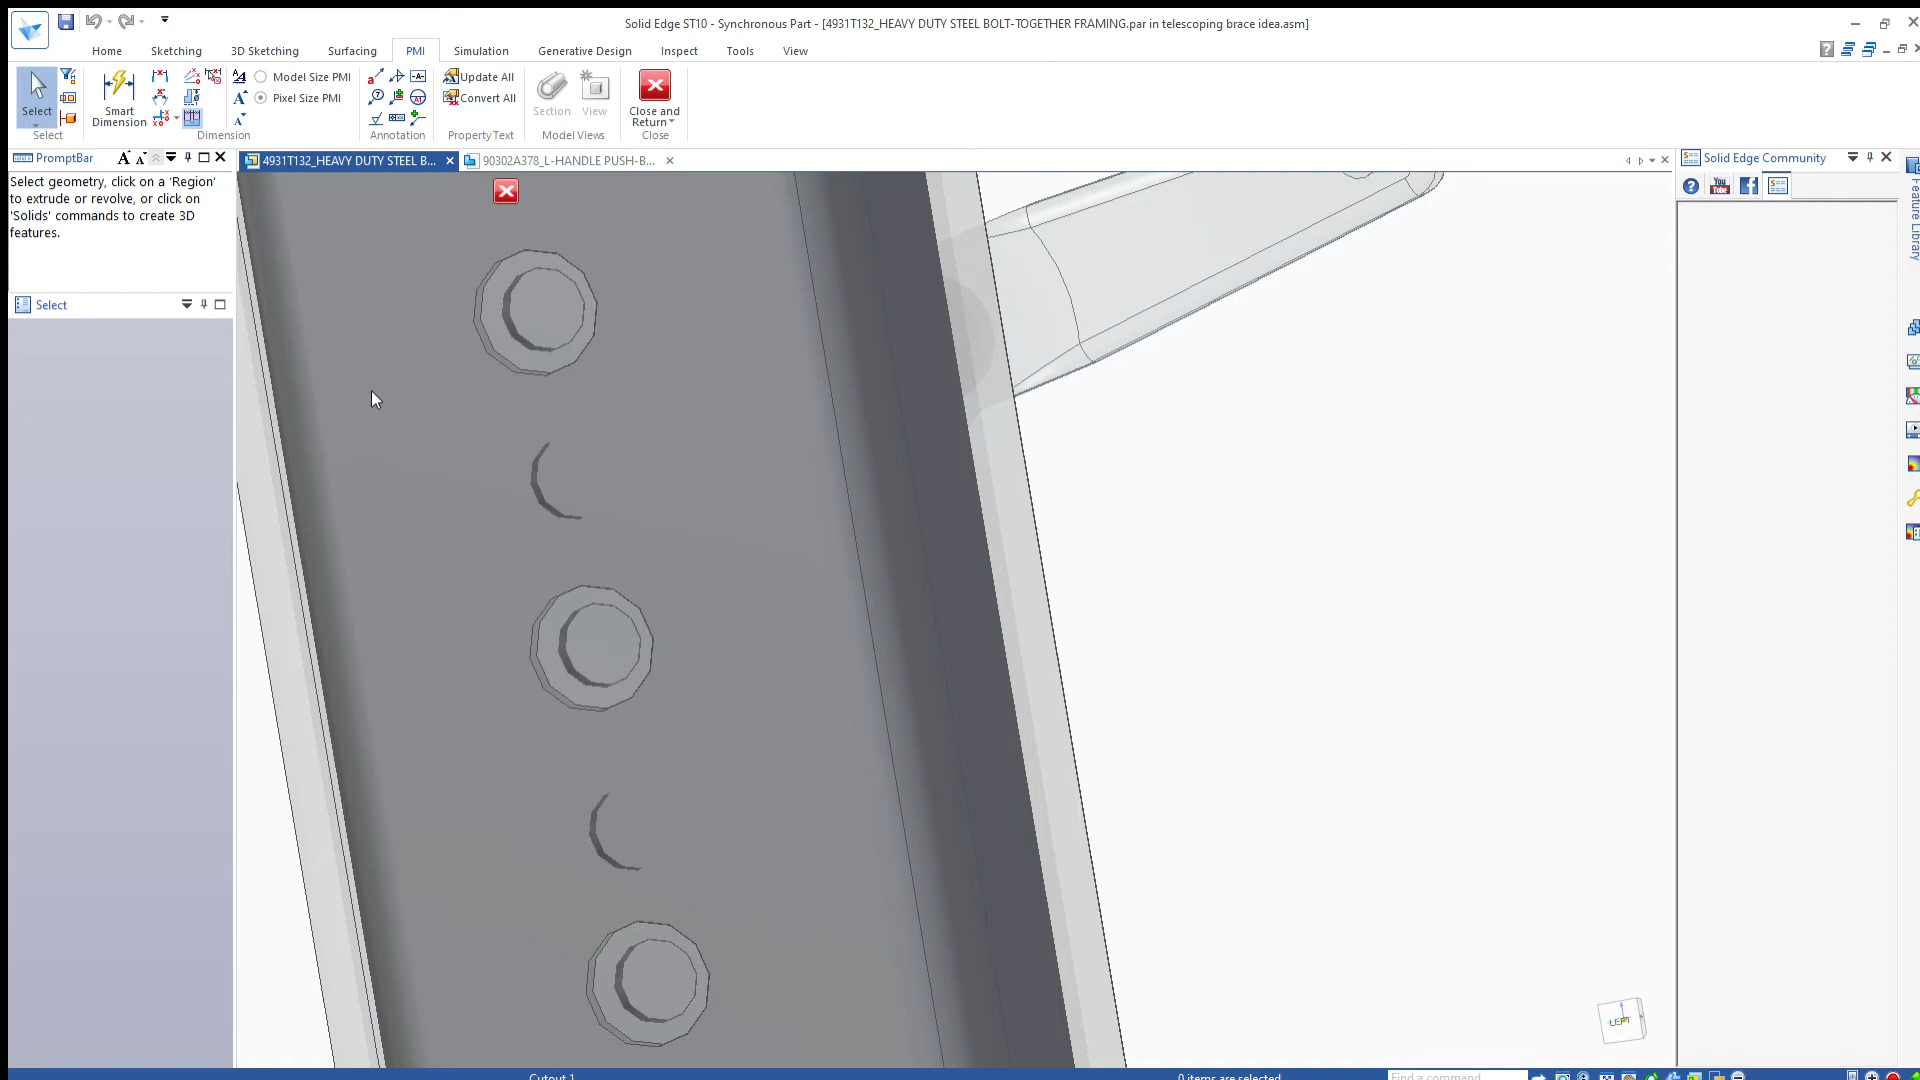 Solid Edge ST10 - Synchronous Part - [4931T132_HEAVY DUTY STEEL BOLT-TOGETHER FRAMING.par in telescoping brace idea.asm]
Home Sketching 3D Sketching Surfacing PMI Simulation Generative Design Inspect Tools View
Select
Select
Smart Dimension
Model Size PMI
Pixel Size PMI
Dimension
Annotation
Update All
Convert All
Property Text
Section
View
Model Views
Close and Return
Close
PromptBar
4931T132_HEAVY DUTY STEEL B...
90302A378_L-HANDLE PUSH-B...
Solid Edge Community
Select geometry, click on a 'Region'
to extrude or revolve, or click on
'Solids' commands to create 3D
features.
Select
Feature Library
LEFT
Cutout 1
0 items are selected
Find a command